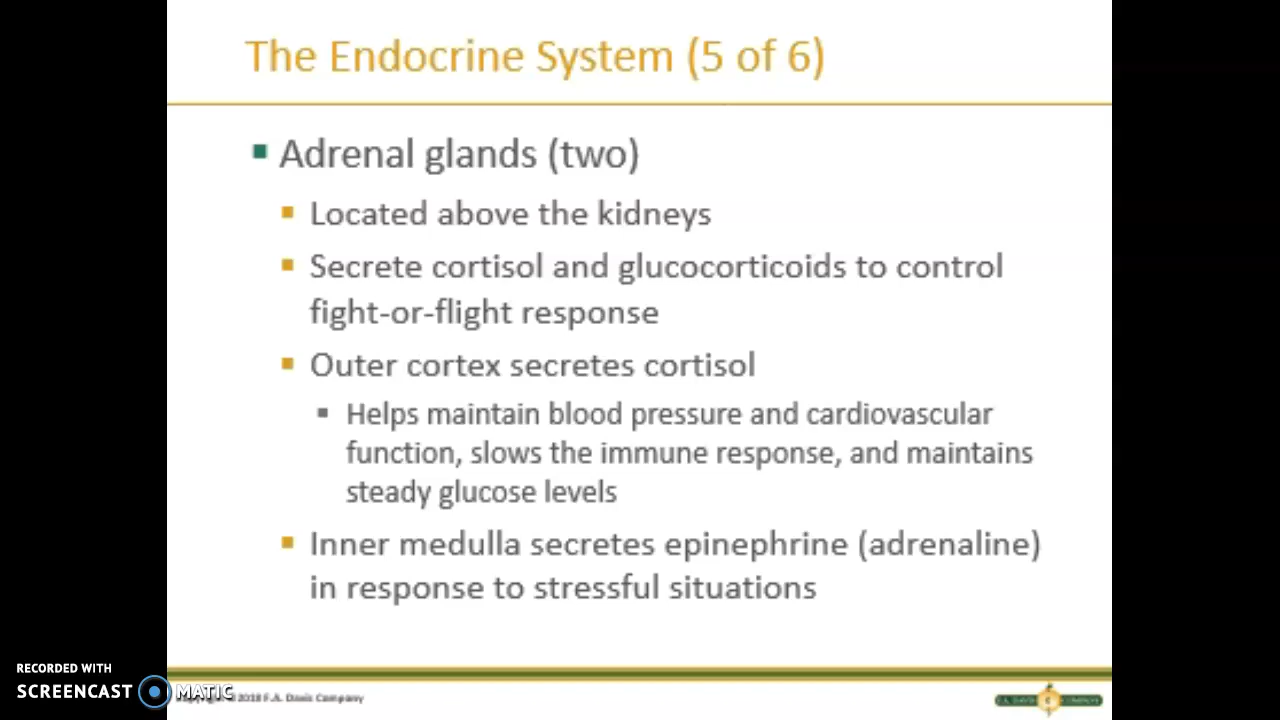 The Endocrine System (5 of 6)
Adrenal glands (two)
Located above the kidneys
Secrete cortisol and glucocorticoids to control
fight-or-flight response
Outer cortex secretes cortisol
Helps maintain blood pressure and cardiovascular
function, slows the immune response, and maintains
steady glucose levels
Inner medulla secretes epinephrine (adrenaline)
in response to stressful situations
RECORDED WITH
SCREENCAST MATIC
2018 F.A. Davis Company